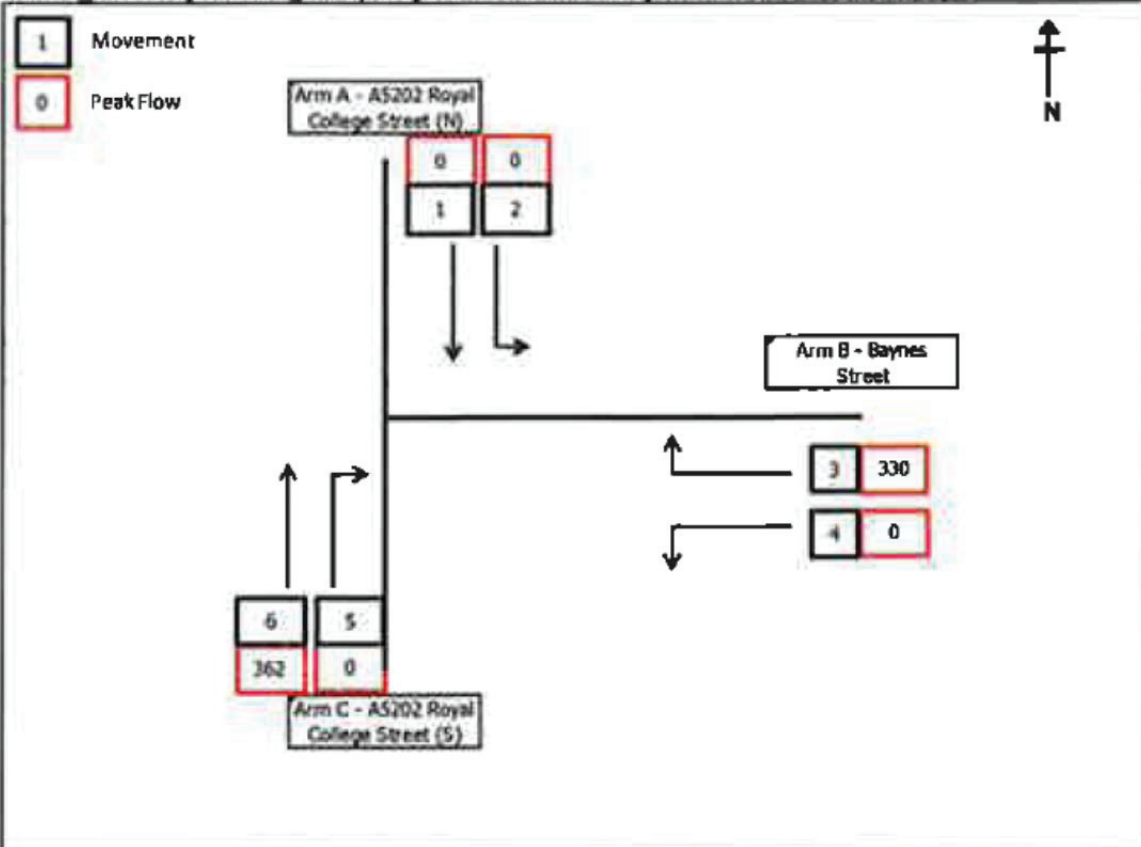 1 Movement
0 Peak Flow
N
Arm A - A5202 Royal
College Street (N)
0 0
1 2
Arm B - Baynes
Street
3 330
4 0
6 5
362 0
Arm C - A5202 Royal
College Street (S)